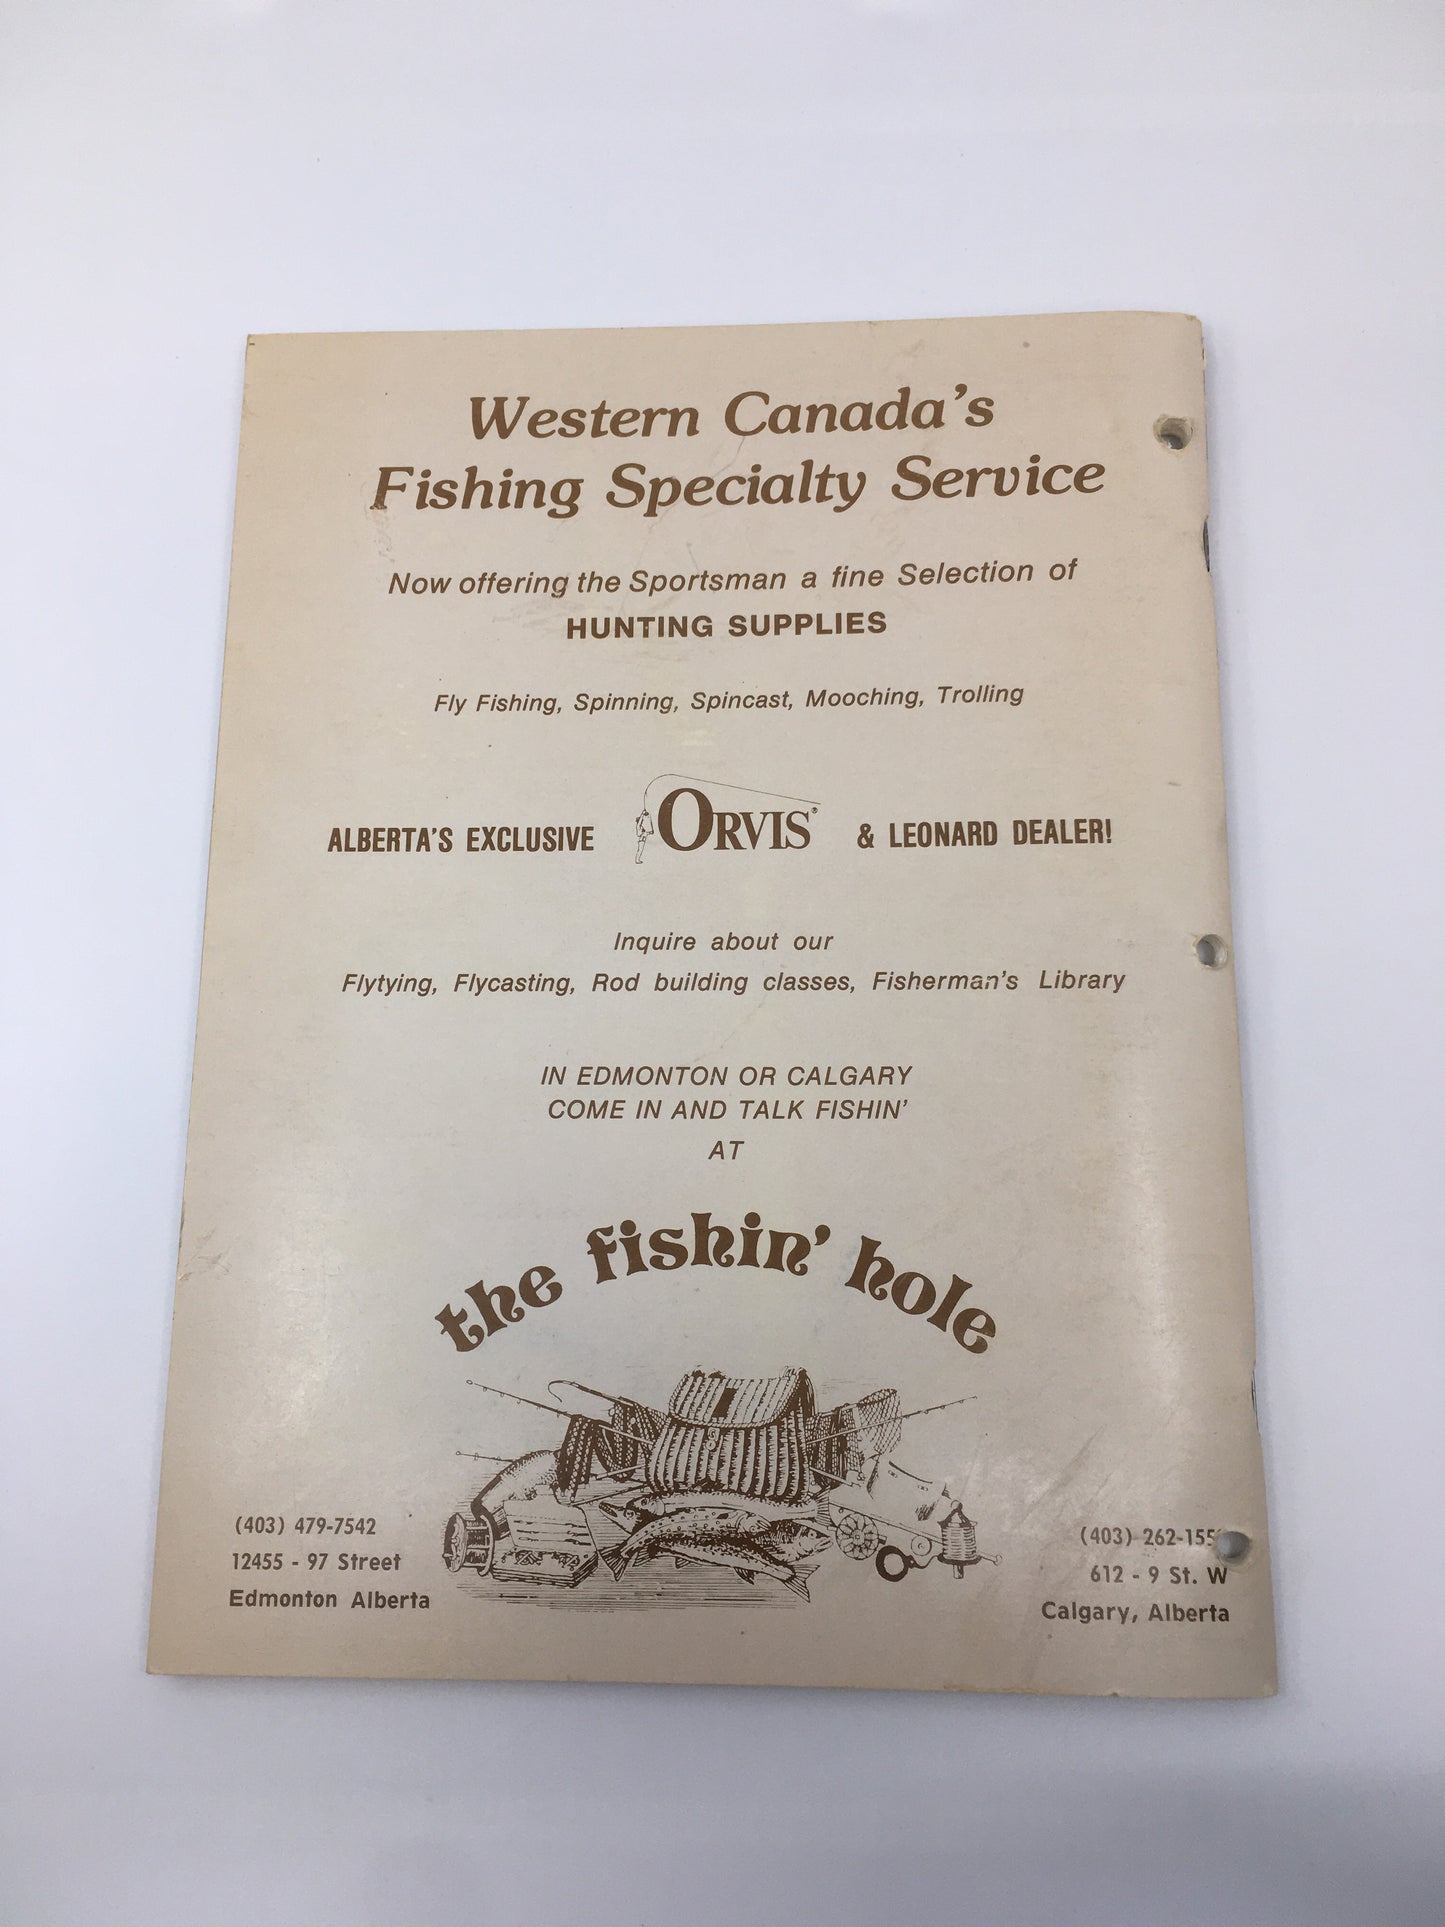 Western Canada's
Fishing Specialty Service
Now offering the Sportsman a fine Selection of
HUNTING SUPPLIES
Fly Fishing, Spinning, Spincast, Mooching, Trolling
ALBERTA'S EXCLUSIVE ORVIS® & LEONARD DEALER!
Inquire about our
Flytying, Flycasting, Rod building classes, Fisherman's Library
IN EDMONTON OR CALGARY
COME IN AND TALK FISHIN'
AT
the fishin' hole
(403) 479-7542
12455 - 97 Street
Edmonton Alberta
(403)
612 - 9 St. W
Calgary, Alberta